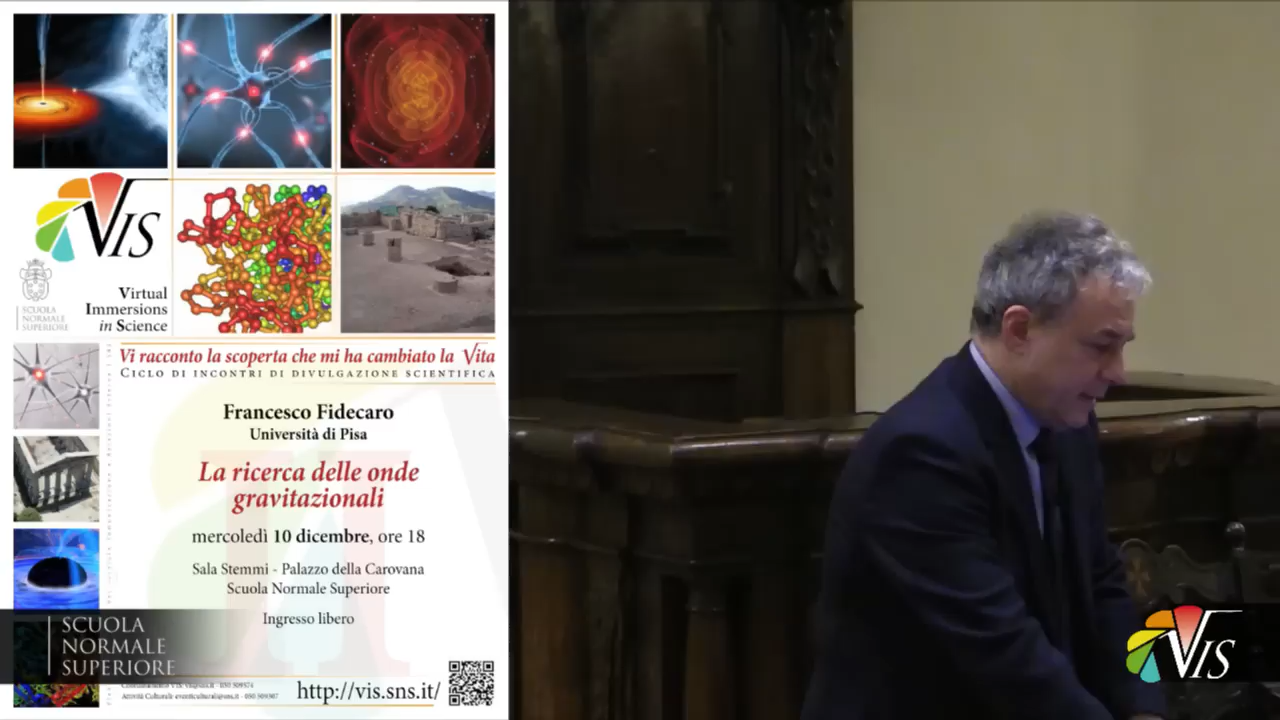 VIS
SCUOLA
NORMALE
SUPERIORE
Virtual
Immersions
in Science
Vi racconto la scoperta che mi ha cambiato la Vita
CICLO DI INCONTRI DI DIVULGAZIONE SCIENTIFICA
Francesco Fidecaro
Università di Pisa
La ricerca delle onde
gravitazionali
mercoledì 10 dicembre, ore 18
Sala Stemmi - Palazzo della Carovana
Scuola Normale Superiore
Ingresso libero
SCUOLA
NORMALE
SUPERIORE
http://vis.sns.it/
VIS